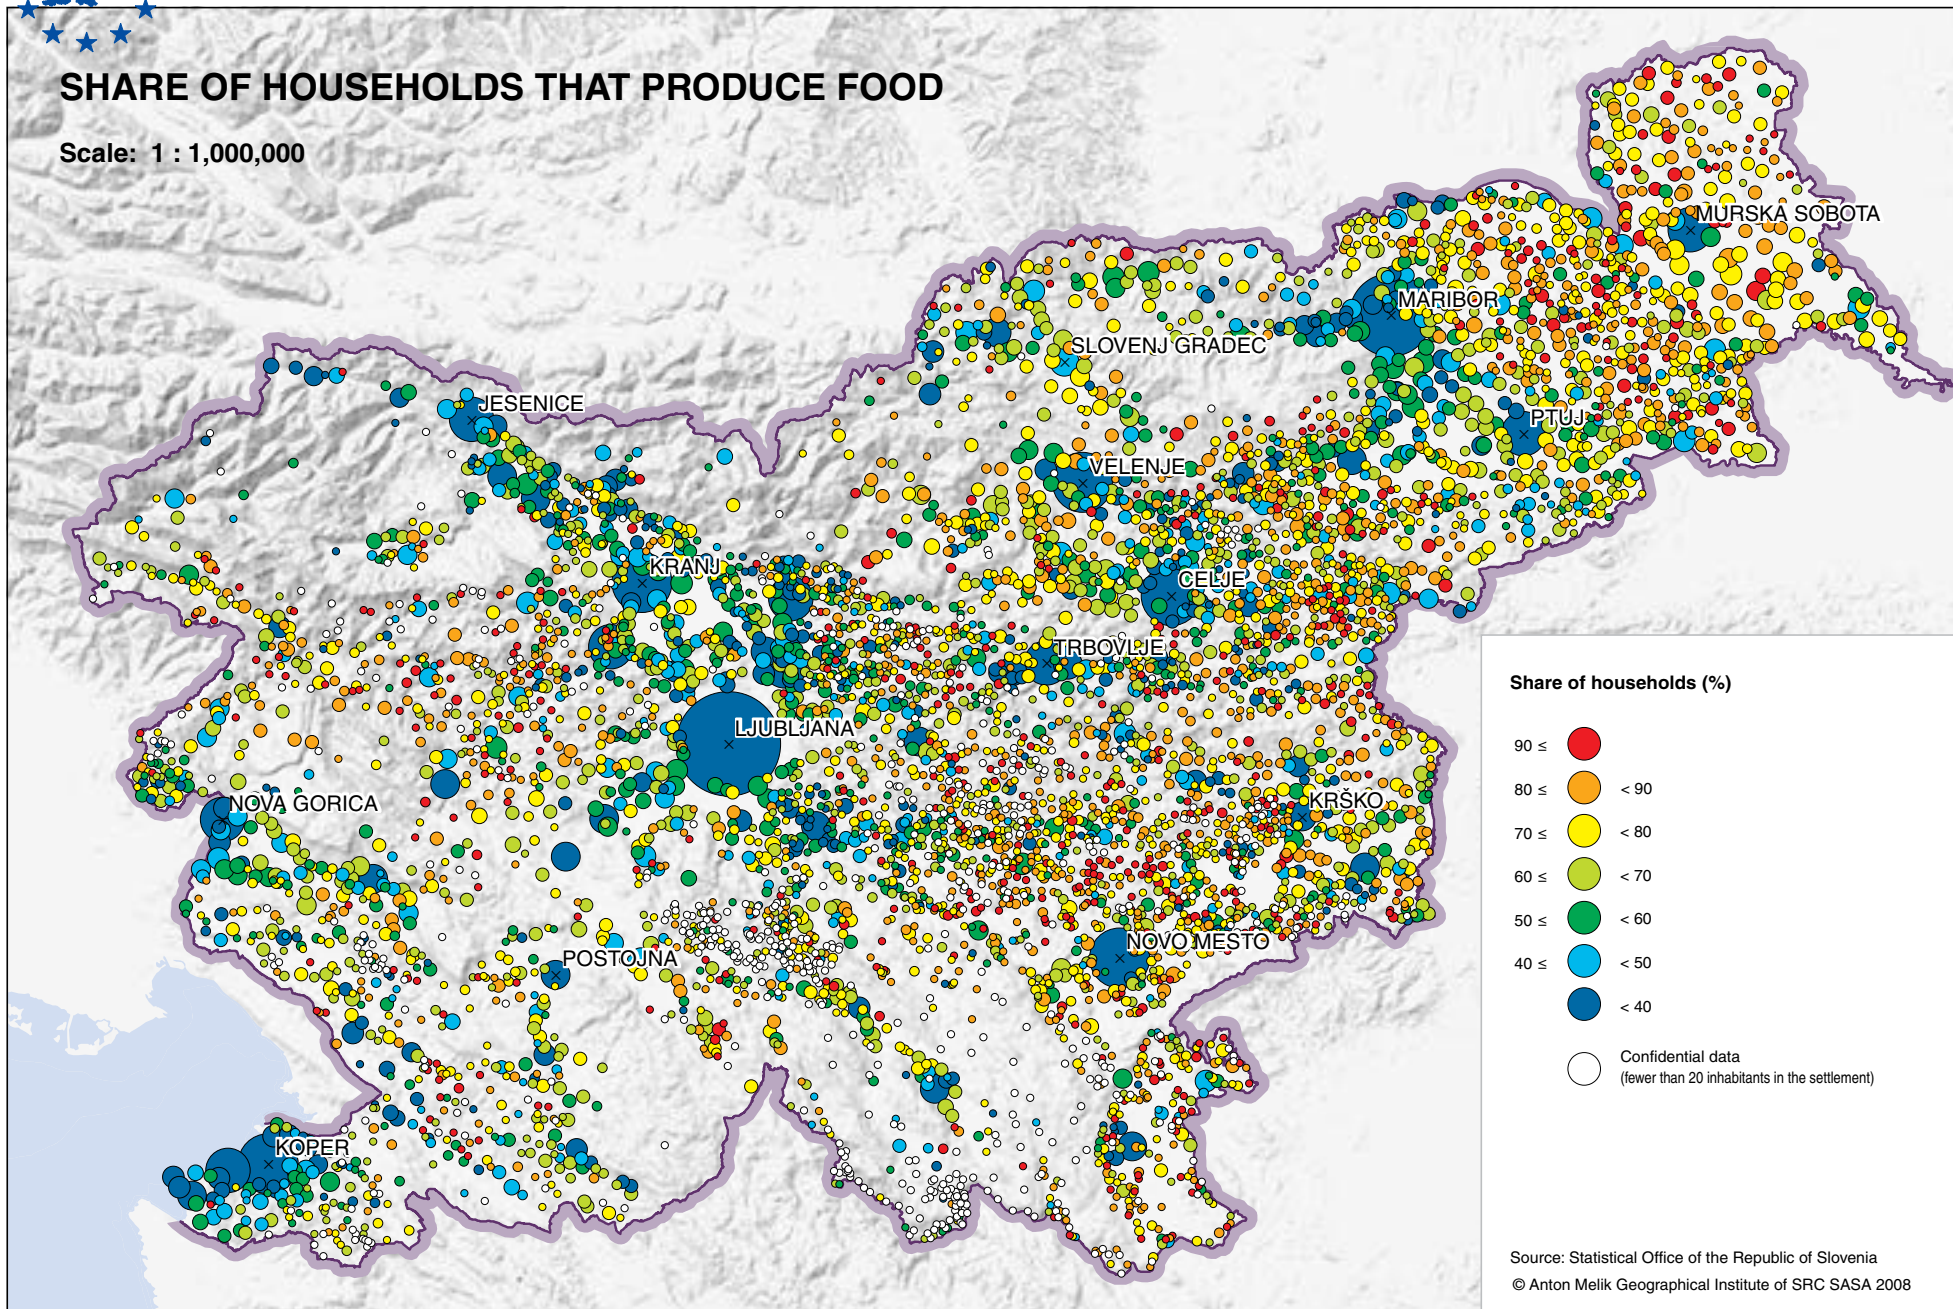 SHARE OF HOUSEHOLDS THAT PRODUCE FOOD
Scale: 1 : 1,000,000
MURSKA SOBOTA
MARIBOR
SLOVENJ GRADEC
JESENICE
PTUJ
VELENJE
KRANJ
CELJE
TRBOVLJE
LJUBLJANA
NOVA GORICA
KRŠKO
NOVO MESTO
POSTOJNA
KOPER
Share of households (%)
90 ≤
80 ≤ < 90
70 ≤ < 80
60 ≤ < 70
50 ≤ < 60
40 ≤ < 50
< 40
Confidential data
(fewer than 20 inhabitants in the settlement)
Source: Statistical Office of the Republic of Slovenia
© Anton Melik Geographical Institute of SRC SASA 2008